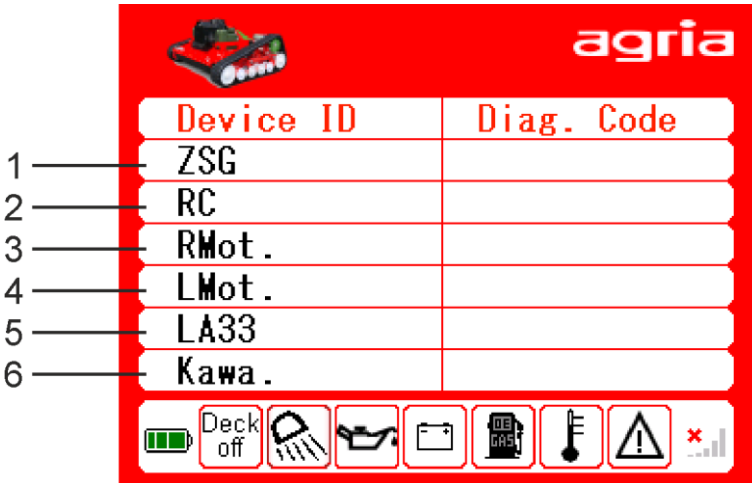 agria
Device ID Diag. Code
1 ZSG
2 RC
3 RMot.
4 LMot.
5 LA33
6 Kawa.
Deck
off
OE
GAS